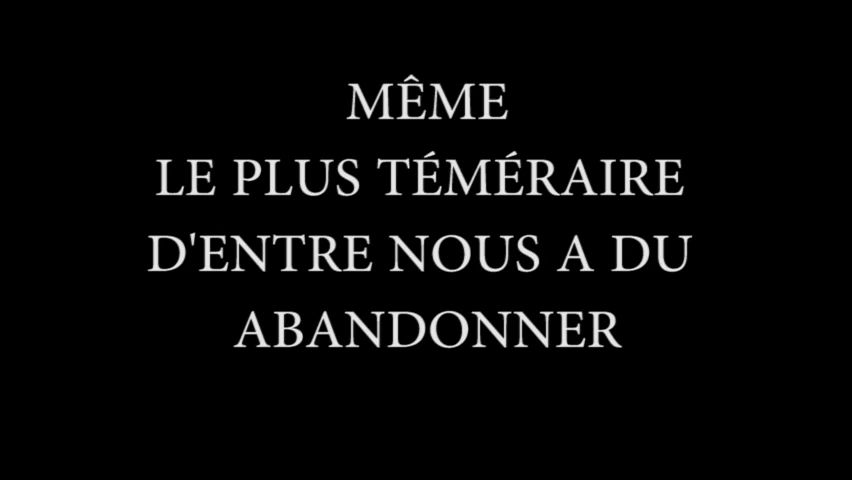 MÊME
LE PLUS TÉMÉRAIRE
D'ENTRE NOUS A DU
ABANDONNER